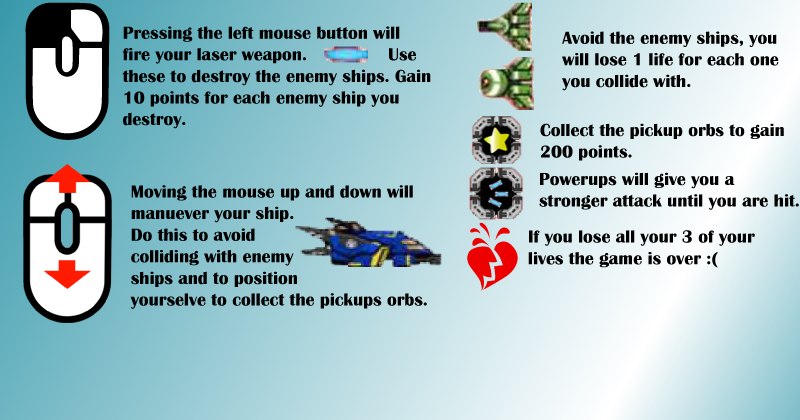 Pressing the left mouse button will
fire your laser weapon. Use
these to destroy the enemy ships. Gain
10 points for each enemy ship you
destroy.
Moving the mouse up and down will
manuever your ship.
Do this to avoid
colliding with enemy
ships and to position
yourselve to collect the pickups orbs.
Avoid the enemy ships, you
will lose 1 life for each one
you collide with.
Collect the pickup orbs to gain
200 points.
Powerups will give you a
stronger attack until you are hit.
If you lose all your 3 of your
lives the game is over :(